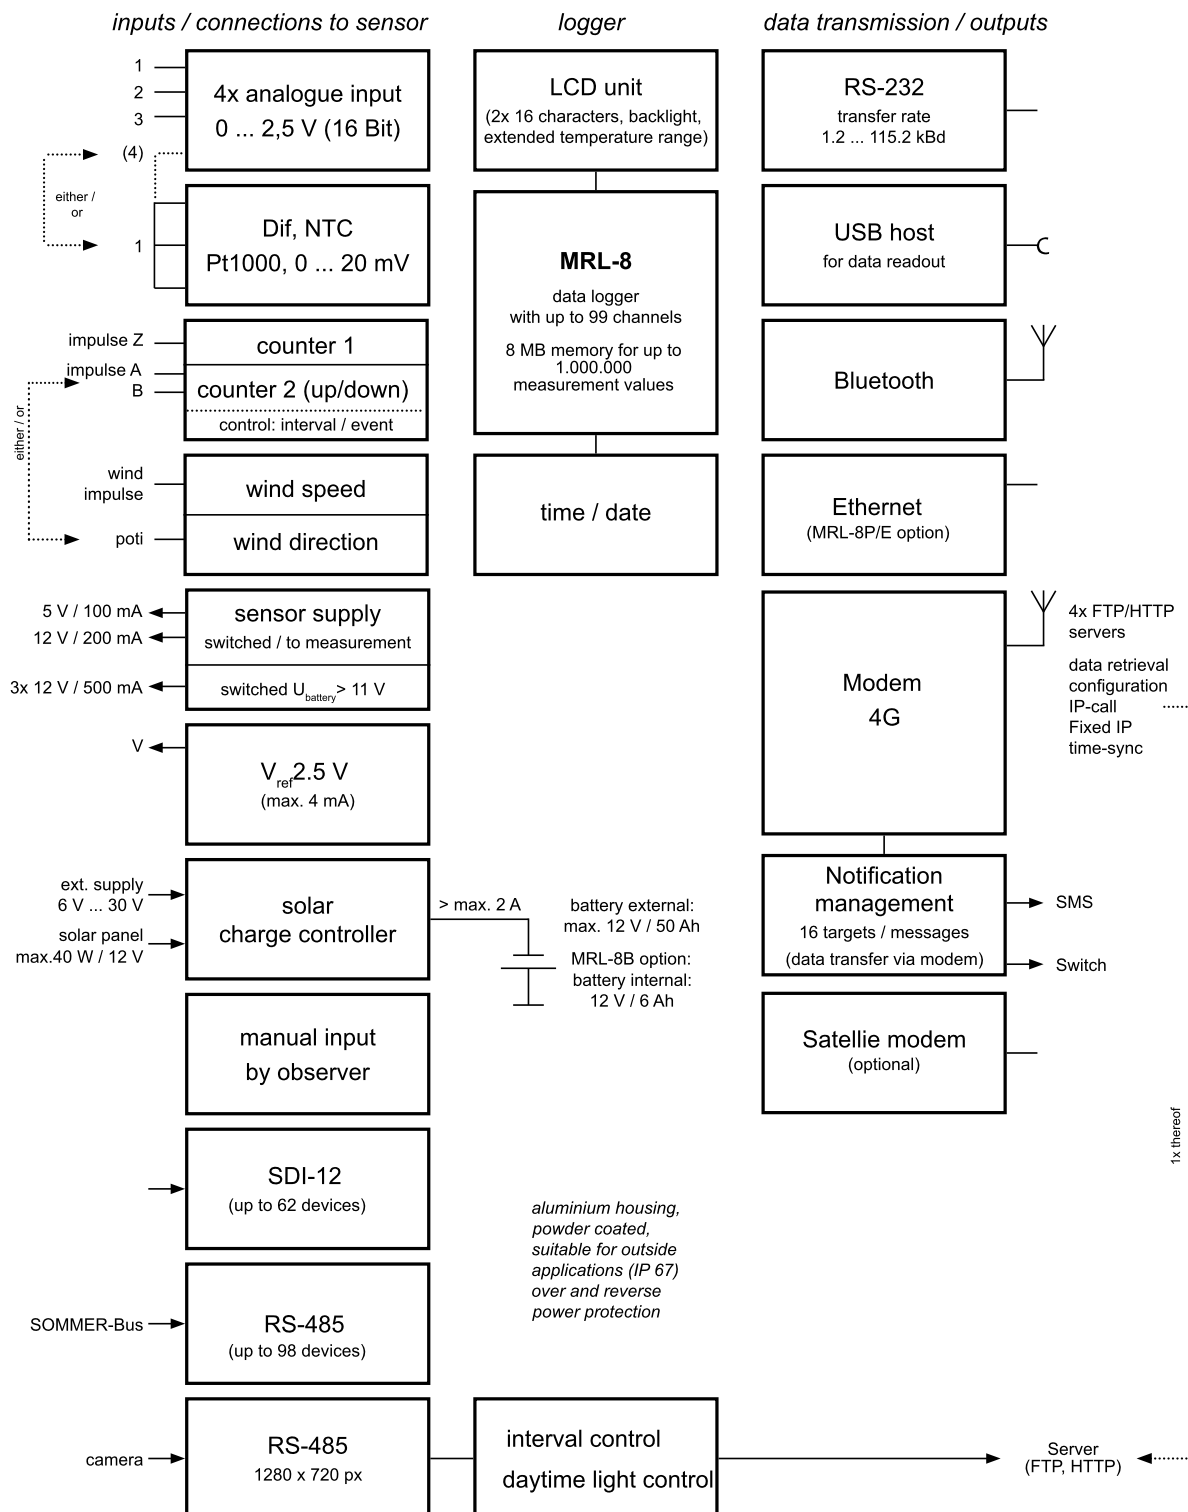 inputs / connections to sensor
1
2
3
(4)
4x analogue input
0 ... 2,5 V (16 Bit)
either /
or
1
Dif, NTC
Pt1000, 0 ... 20 mV
impulse Z
counter 1
impulse A
B
counter 2 (up/down)
control: interval / event
either / or
wind
impulse
wind speed
poti
wind direction
5 V / 100 mA
12 V / 200 mA
sensor supply
switched / to measurement
3x 12 V / 500 mA
switched Ubattery> 11 V
V
Vref2.5 V
(max. 4 mA)
ext. supply
6 V ... 30 V
solar panel
max.40 W / 12 V
solar
charge controller
> max. 2 A
battery external:
max. 12 V / 50 Ah
MRL-8B option:
battery internal:
12 V / 6 Ah
manual input
by observer
SDI-12
(up to 62 devices)
SOMMER-Bus
RS-485
(up to 98 devices)
camera
RS-485
1280 x 720 px
logger
LCD unit
(2x 16 characters, backlight,
extended temperature range)
MRL-8
data logger
with up to 99 channels
8 MB memory for up to
1.000.000
measurement values
time / date
aluminium housing,
powder coated,
suitable for outside
applications (IP 67)
over and reverse
power protection
interval control
daytime light control
data transmission / outputs
RS-232
transfer rate
1.2 ... 115.2 kBd
USB host
for data readout
Bluetooth
Ethernet
(MRL-8P/E option)
Modem
4G
4x FTP/HTTP
servers
data retrieval
configuration
IP-call
Fixed IP
time-sync
Notification
management
16 targets / messages
(data transfer via modem)
SMS
Switch
Satellie modem
(optional)
1x thereof
Server
(FTP, HTTP)